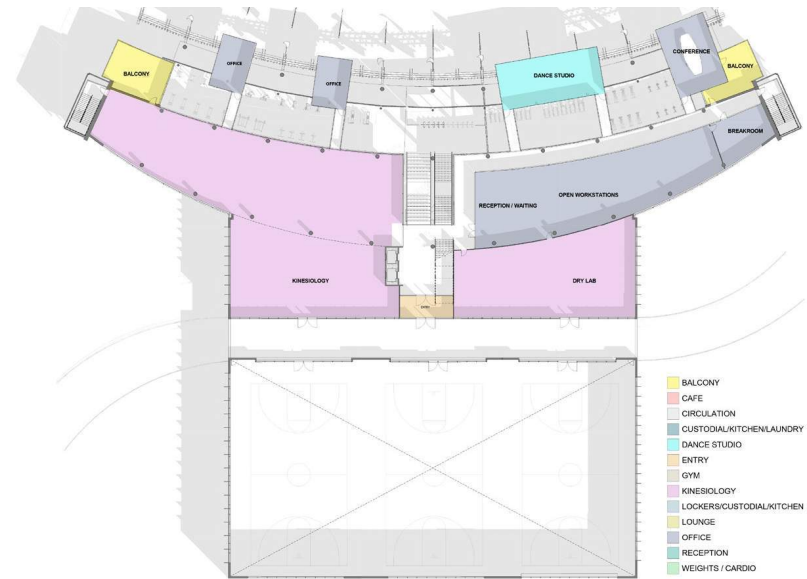 BALCONY
OFFICE
OFFICE
DANCE STUDIO
CONFERENCE
BALCONY
BREAKROOM
OPEN WORKSTATIONS
RECEPTION / WAITING
KINESIOLOGY
DRY LAB
ENTRY
BALCONY
CAFE
CIRCULATION
CUSTODIAL/KITCHEN/LAUNDRY
DANCE STUDIO
ENTRY
GYM
KINESIOLOGY
LOCKERS/CUSTODIAL/KITCHEN
LOUNGE
OFFICE
RECEPTION
WEIGHTS / CARDIO